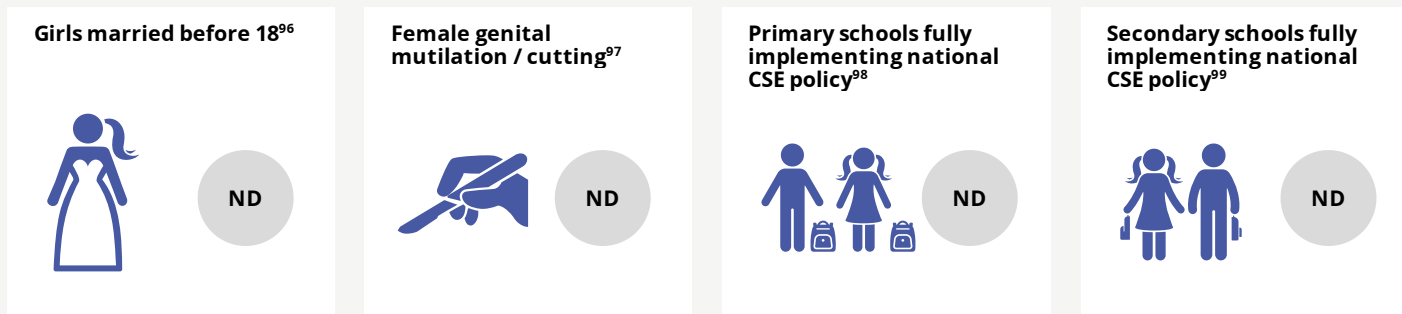 Girls married before 18⁹⁶
ND
Female genital
mutilation / cutting⁹⁷
ND
Primary schools fully
implementing national
CSE policy⁹⁸
ND
Secondary schools fully
implementing national
CSE policy⁹⁹
ND